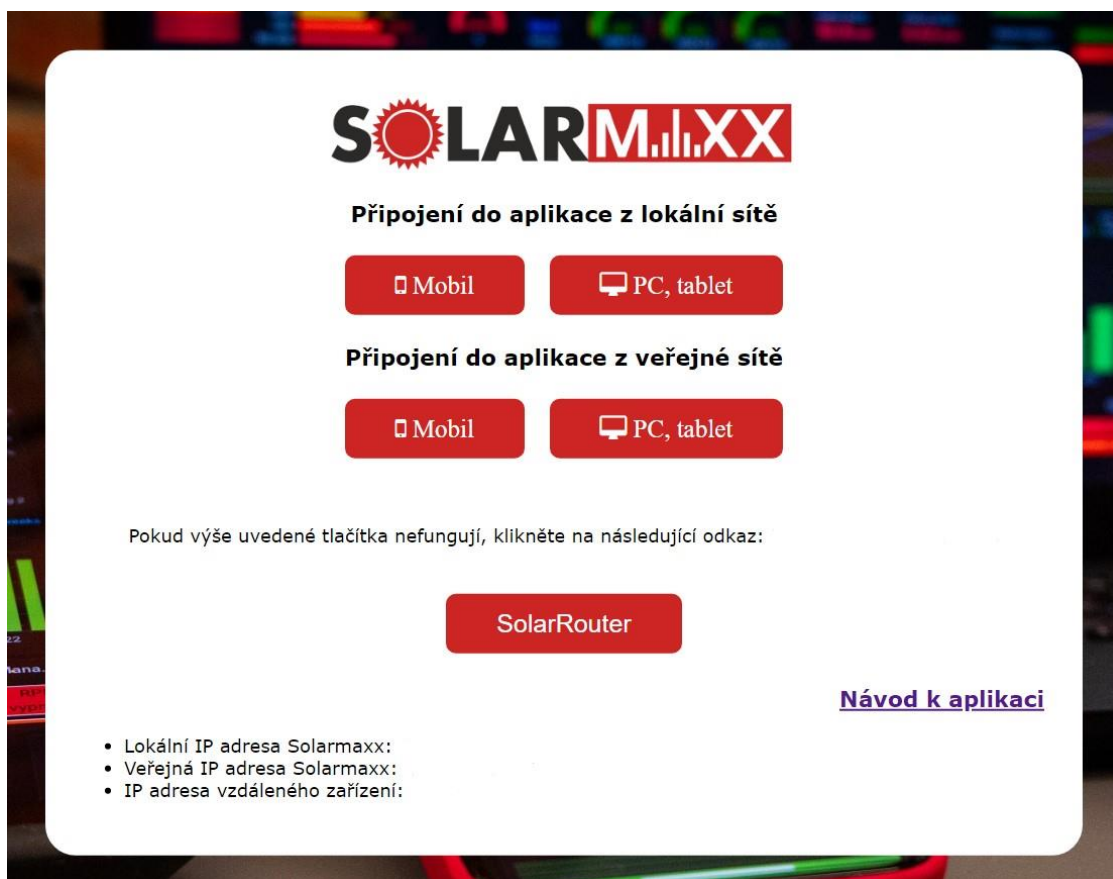 SOLARMAXX
Připojení do aplikace z lokální sítě
Mobil
PC, tablet
Připojení do aplikace z veřejné sítě
Mobil
PC, tablet
Pokud výše uvedené tlačítka nefungují, klikněte na následující odkaz:
SolarRouter
Návod k aplikaci
• Lokální IP adresa Solarmaxx:
• Veřejná IP adresa Solarmaxx:
• IP adresa vzdáleného zařízení: